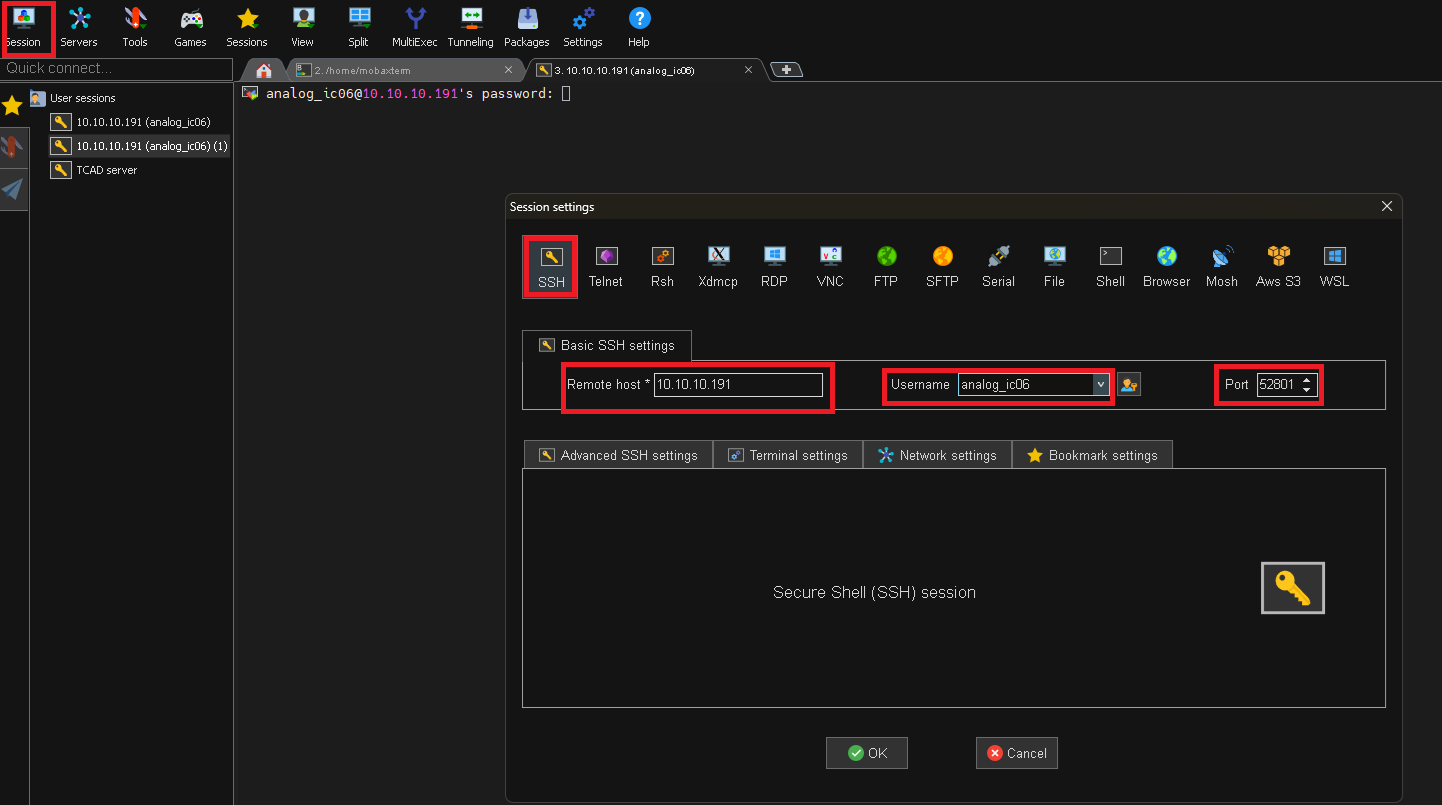 Session Servers Tools Games Sessions View Split MultiExec Tunneling Packages Settings Help
Quick connect...
2. /home/mobaxterm
3. 10.10.10.191 (analog_ic06)
User sessions
10.10.10.191 (analog_ic06)
10.10.10.191 (analog_ic06) (1)
TCAD server
analog_ic06@10.10.10.191's password:
Session settings
SSH Telnet Rsh Xdmcp RDP VNC FTP SFTP Serial File Shell Browser Mosh Aws S3 WSL
Basic SSH settings
Remote host * 10.10.10.191 Username analog_ic06 Port 52801
Advanced SSH settings Terminal settings Network settings Bookmark settings
Secure Shell (SSH) session
OK Cancel